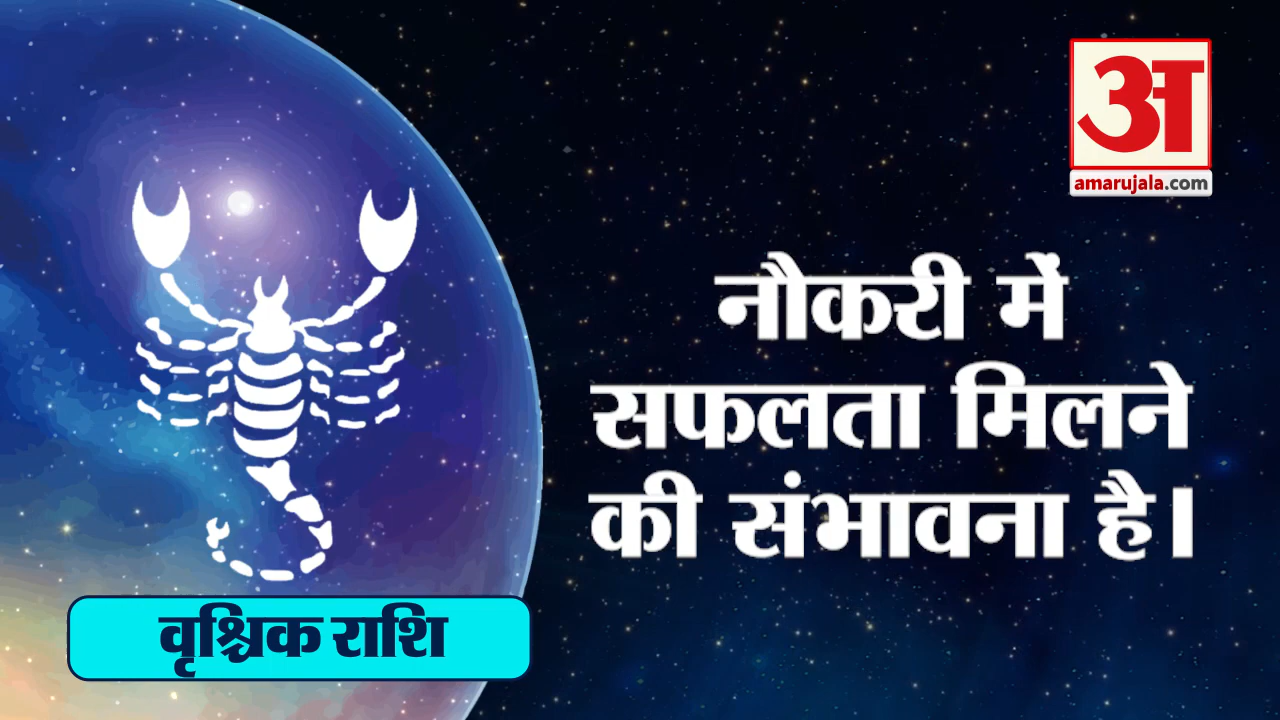 अ
amarujala.com
नौकरी में
सफलता मिलने
की संभावना है।
वृश्चिक राशि